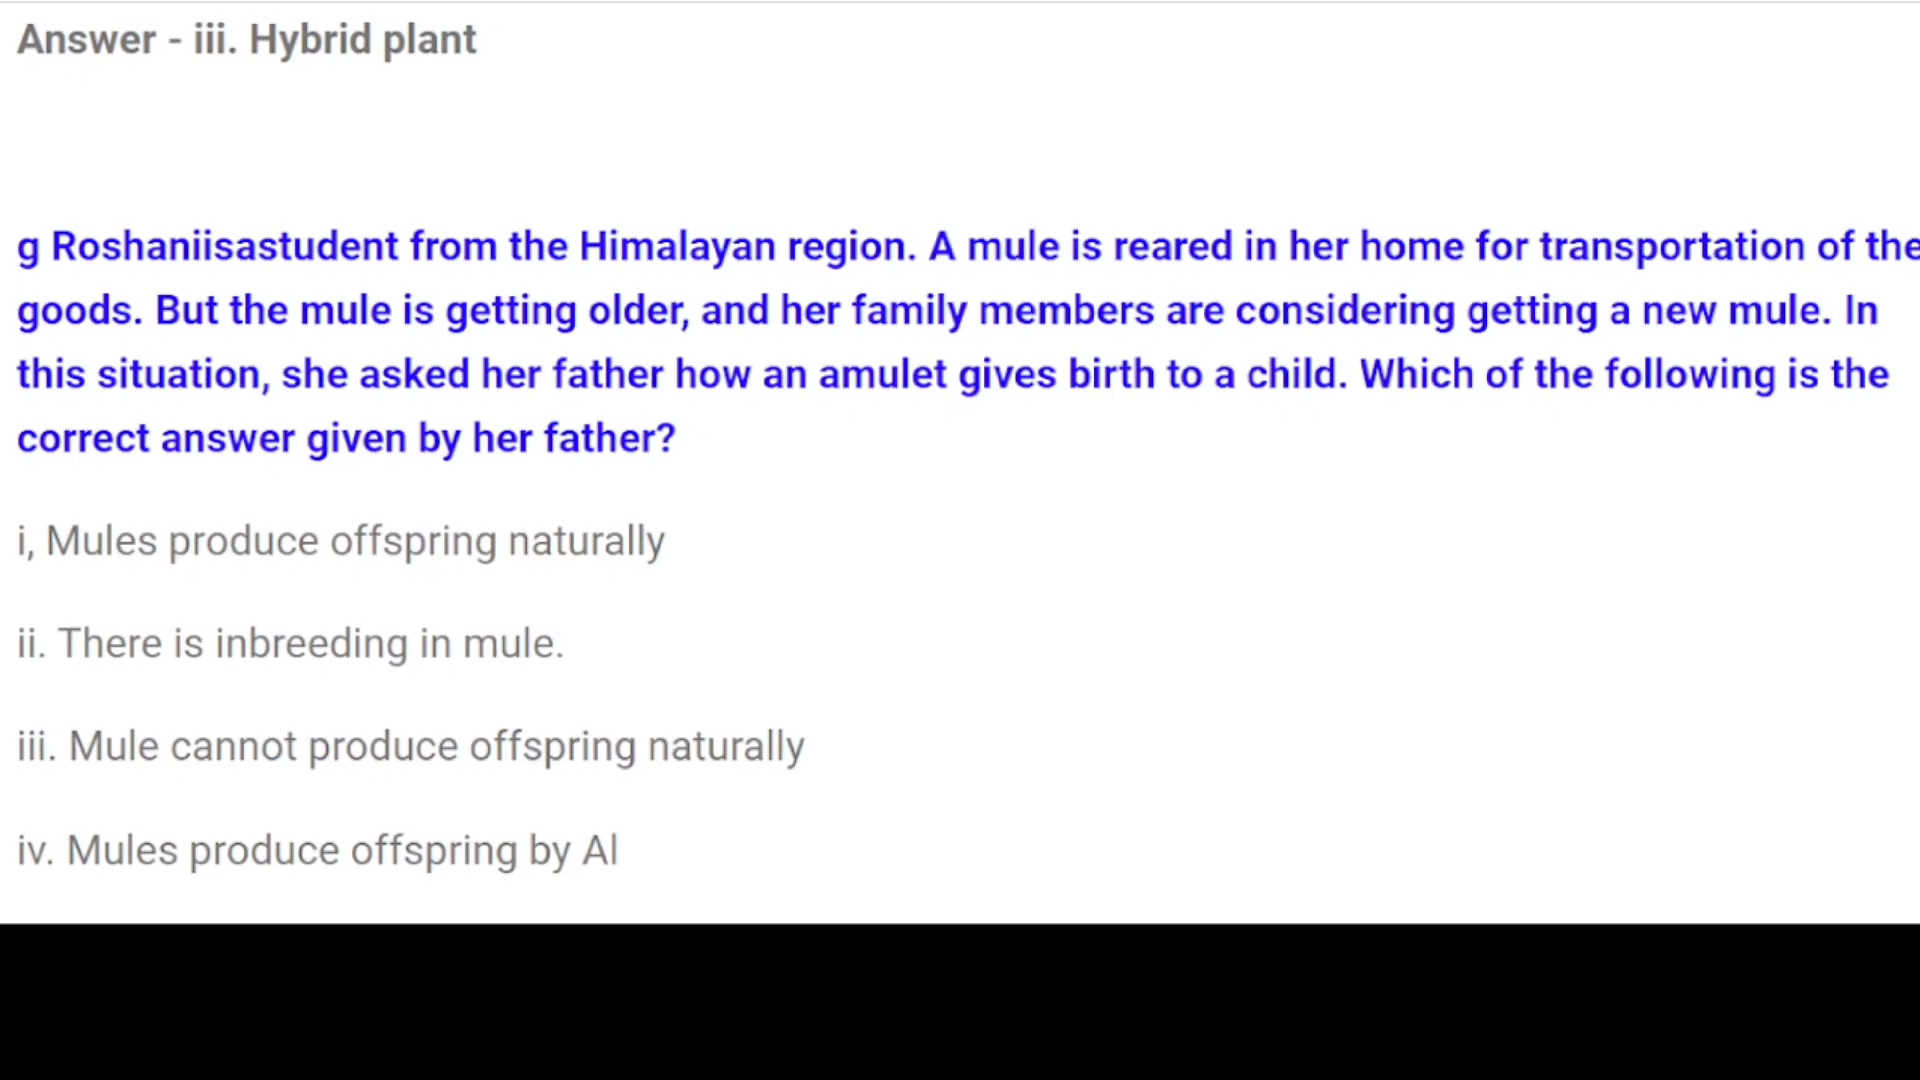 Answer - iii. Hybrid plant
g Roshaniisastudent from the Himalayan region. A mule is reared in her home for transportation of the
goods. But the mule is getting older, and her family members are considering getting a new mule. In
this situation, she asked her father how an amulet gives birth to a child. Which of the following is the
correct answer given by her father?
i, Mules produce offspring naturally
ii. There is inbreeding in mule.
iii. Mule cannot produce offspring naturally
iv. Mules produce offspring by Al